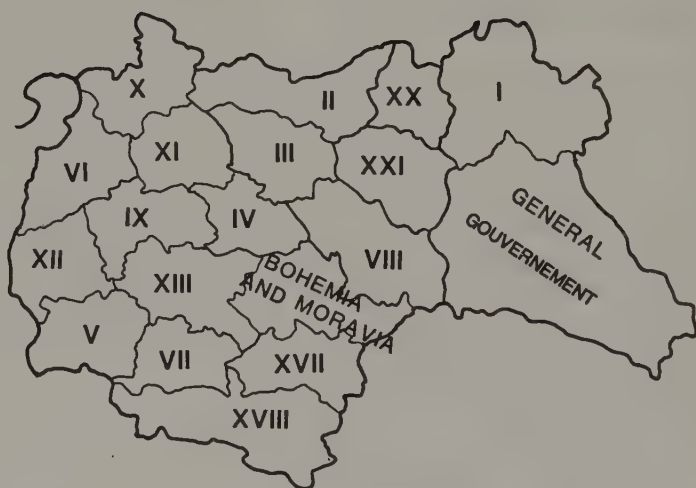 X
II
XX
I
XI
III
XXI
VI
IX
IV
GENERAL
GOUVERNEMENT
XII
XIII
BOHEMIA
AND MORAVIA
VIII
V
VII
XVII
XVIII